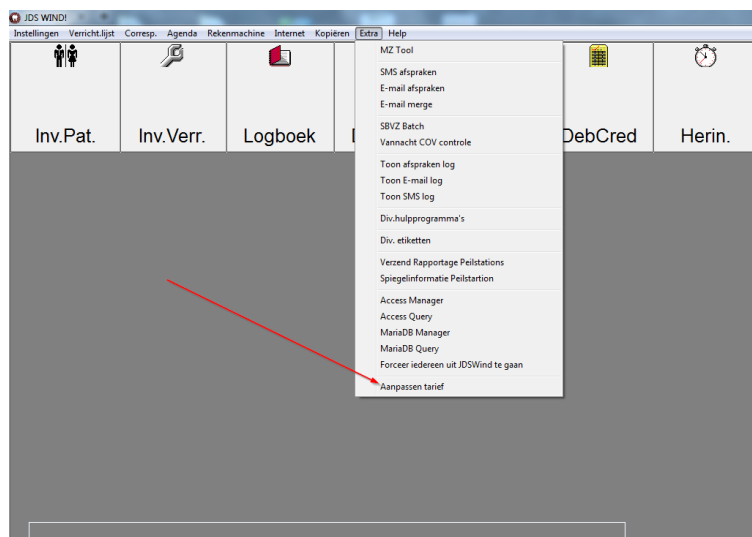 JDS WIND!
Instellingen Verricht.lijst Corresp. Agenda Rekenmachine Internet Kopiëren Extra Help
Inv.Pat. Inv.Verr. Logboek DebCred Herin.
MZ Tool
SMS afspraken
E-mail afspraken
E-mail merge
SBVZ Batch
Vannacht COV controle
Toon afspraken log
Toon E-mail log
Toon SMS log
Div.hulpprogramma's
Div. etiketten
Verzend Rapportage Peilstations
Spiegelinformatie Peilstartion
Access Manager
Access Query
MariaDB Manager
MariaDB Query
Forceer iedereen uit JDSWind te gaan
Aanpassen tarief